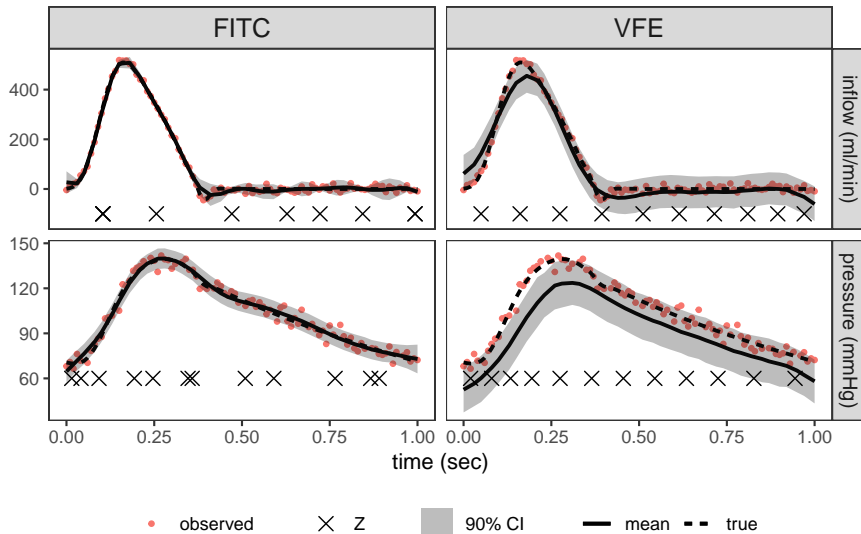 FITC VFE
400
200
0
inflow (ml/min)
150
120
90
60
pressure (mmHg)
0.00 0.25 0.50 0.75 1.00 0.00 0.25 0.50 0.75 1.00
time (sec)
observed Z 90% CI mean true